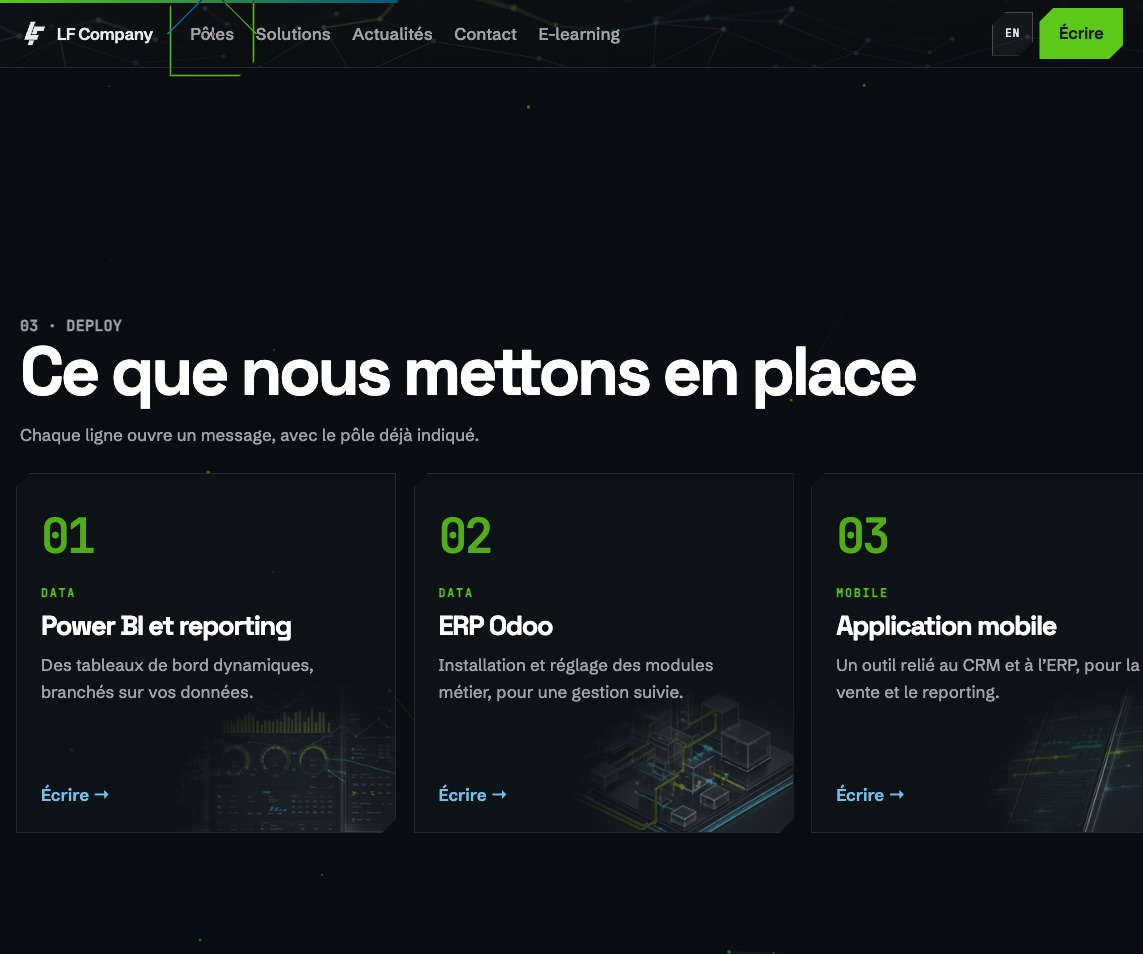 LF Company
Pôles
Solutions
Actualités
Contact
E-learning
EN
Écrire
03 · DEPLOY
Ce que nous mettons en place
Chaque ligne ouvre un message, avec le pôle déjà indiqué.
01
DATA
Power BI et reporting
Des tableaux de bord dynamiques,
branchés sur vos données.
Écrire →
02
DATA
ERP Odoo
Installation et réglage des modules
métier, pour une gestion suivie.
Écrire →
03
MOBILE
Application mobile
Un outil relié au CRM et à l’ERP, pour la
vente et le reporting.
Écrire →